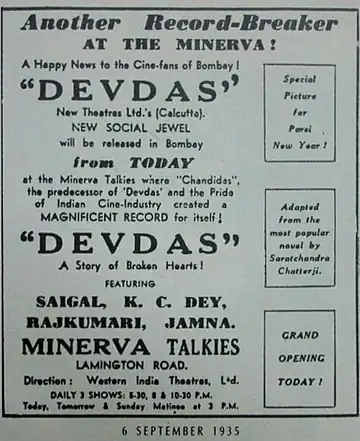 Another Record-Breaker
AT THE MINERVA!
A Happy News to the Cine-fans of Bombay!
"DEVDAS"
New Theatres Ltd.'s (Calcutta).
NEW SOCIAL JEWEL
will be released in Bombay
from TODAY
at the Minerva Talkies where "Chandidas",
the predecessor of 'Devdas' and the Pride
of Indian Cine-Industry created a
MAGNIFICENT RECORD for itself!
"DEVDAS"
A Story of Broken Hearts!
FEATURING
SAIGAL, K. C. DEY,
RAJKUMARI, JAMNA.
MINERVA TALKIES
LAMINGTON ROAD.
Direction: Western India Theatres, Ltd.
DAILY 3 SHOWS: 5-30, 8 & 10-30 P.M.
Today, Tomorrow & Sunday Matinee at 3 P.M.
Special
Picture
for
Parsi
New Year!
Adapted
from the
most popular
novel by
Saratchandra
Chatterji.
GRAND
OPENING
TODAY!
6 SEPTEMBER 1935